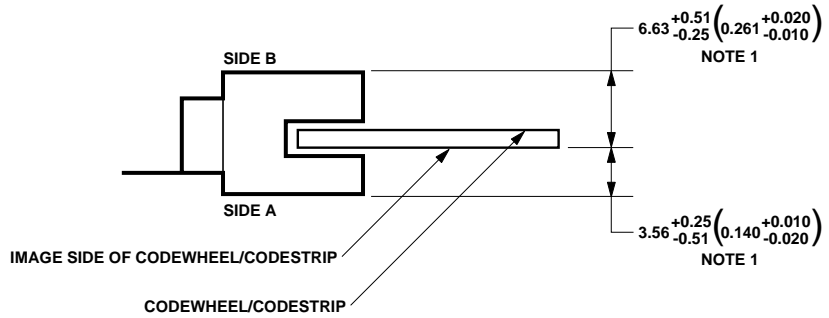 6.63 +0.51 -0.25 (0.261 +0.020 -0.010)
NOTE 1
SIDE B
SIDE A
3.56 +0.25 -0.51 (0.140 +0.010 -0.020)
NOTE 1
IMAGE SIDE OF CODEWHEEL/CODESTRIP
CODEWHEEL/CODESTRIP